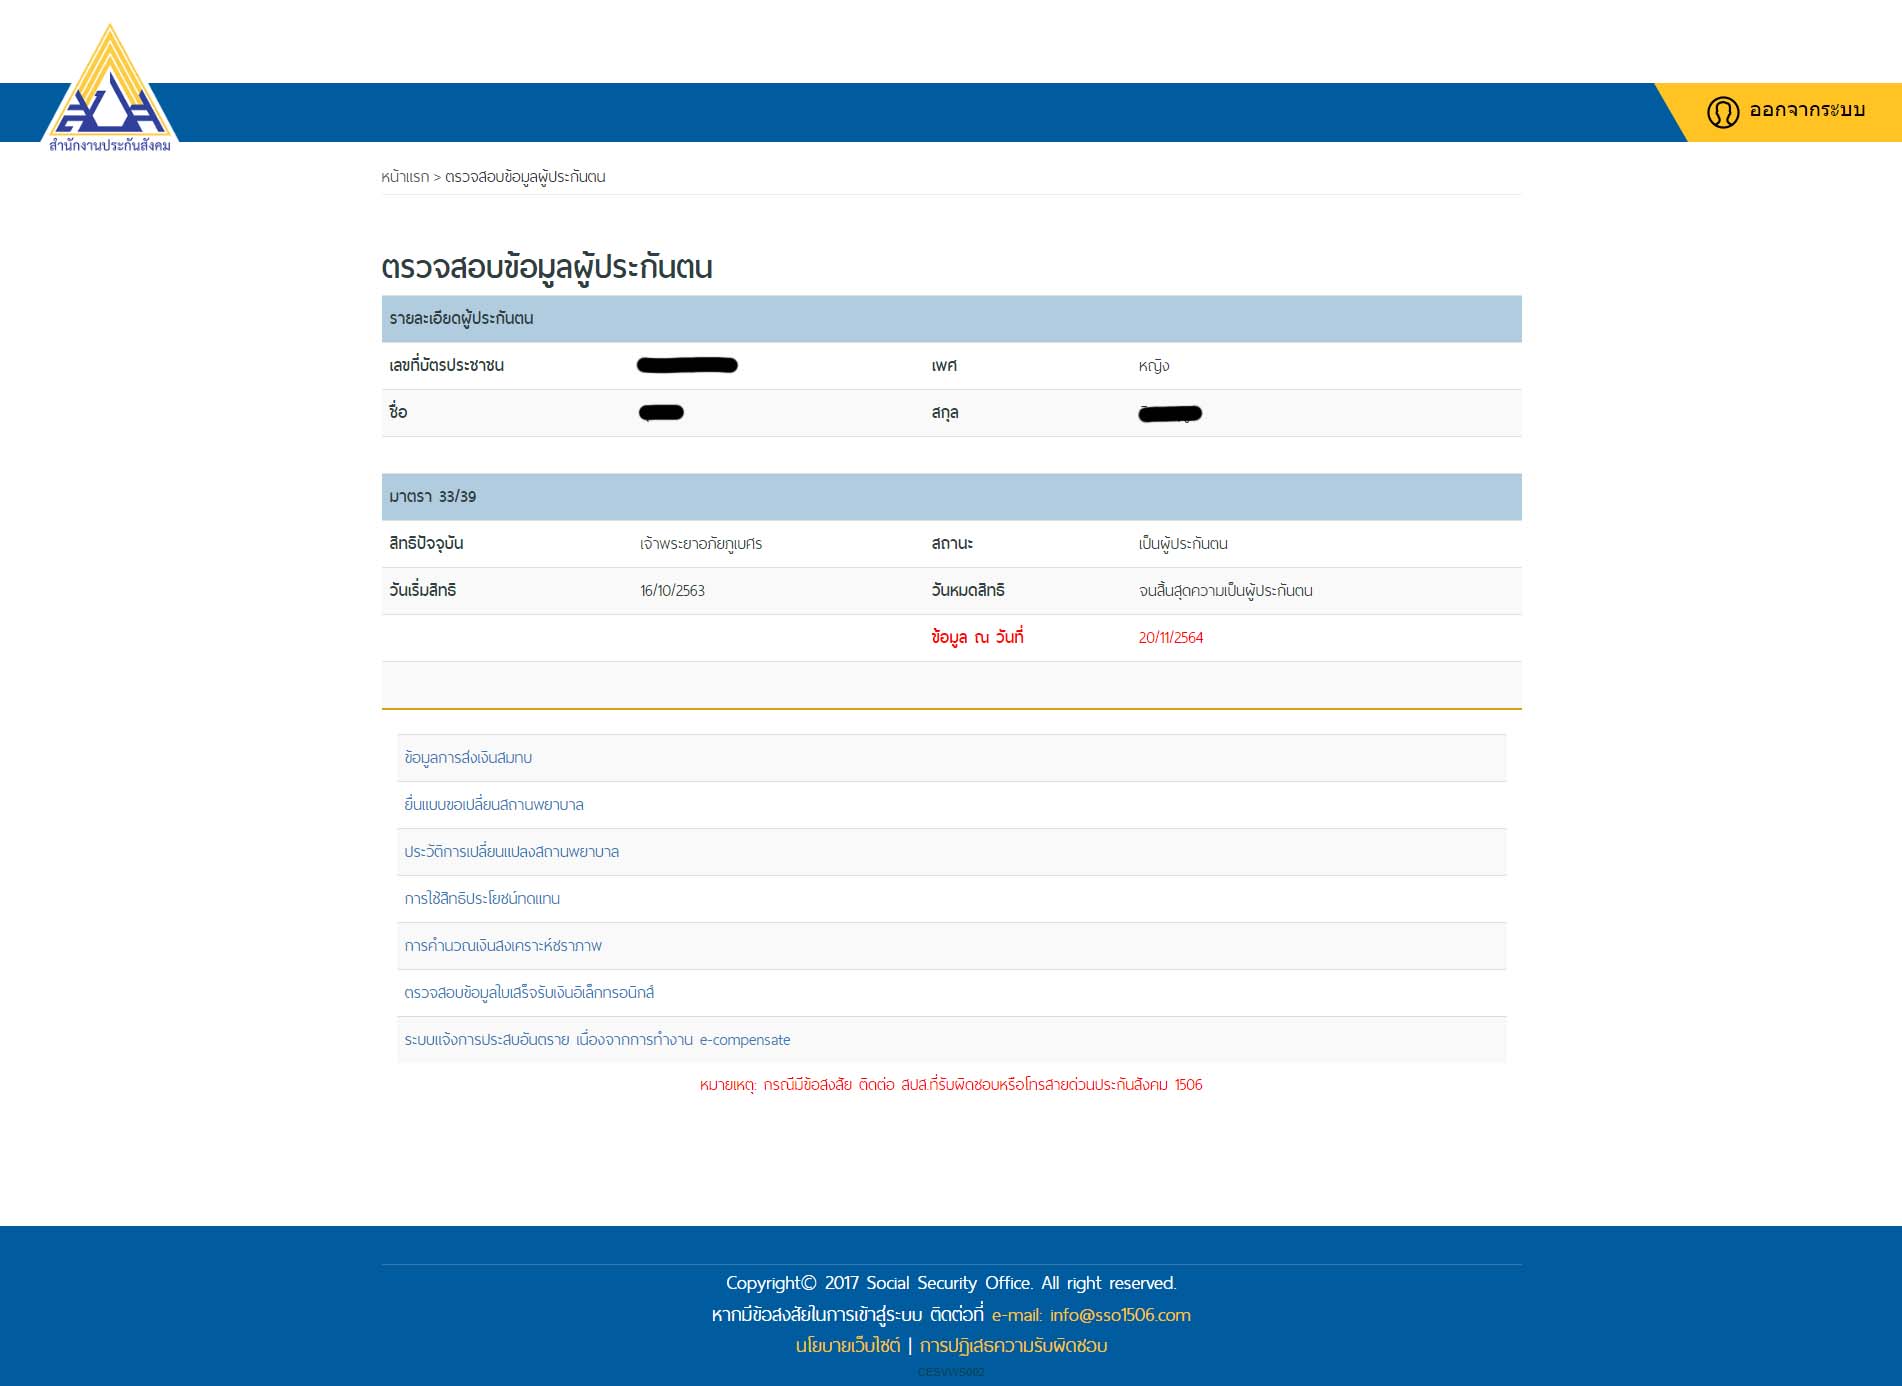 สำนักงานประกันสังคม
ออกจากระบบ
หน้าแรก > ตรวจสอบข้อมูลผู้ประกันตน
ตรวจสอบข้อมูลผู้ประกันตน
รายละเอียดผู้ประกันตน
เลขที่บัตรประชาชน เพศ หญิง
ชื่อ สกุล
มาตรา 33/39
สิทธิปัจจุบัน เจ้าพระยาอภัยภูเบศร สถานะ เป็นผู้ประกันตน
วันเริ่มสิทธิ 16/10/2563 วันหมดสิทธิ จนสิ้นสุดความเป็นผู้ประกันตน
ข้อมูล ณ วันที่ 20/11/2564
ข้อมูลการส่งเงินสมทบ
ยื่นแบบขอเปลี่ยนสถานพยาบาล
ประวัติการเปลี่ยนแปลงสถานพยาบาล
การใช้สิทธิประโยชน์ทดแทน
การคำนวณเงินสงเคราะห์ชราภาพ
ตรวจสอบข้อมูลใบเสร็จรับเงินอิเล็กทรอนิกส์
ระบบแจ้งการประสบอันตราย เนื่องจากการทำงาน e-compensate
หมายเหตุ: กรณีมีข้อสงสัย ติดต่อ สปส.ที่รับผิดชอบหรือโทรสายด่วนประกันสังคม 1506
Copyright© 2017 Social Security Office. All right reserved.
หากมีข้อสงสัยในการเข้าสู่ระบบ ติดต่อที่ e-mail: info@sso1506.com
นโยบายเว็บไซต์ | การปฏิเสธความรับผิดชอบ
CESVWS002